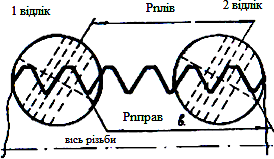 1 відлік
Рплів
2 відлік
Рпправ
в.
вісь різьби